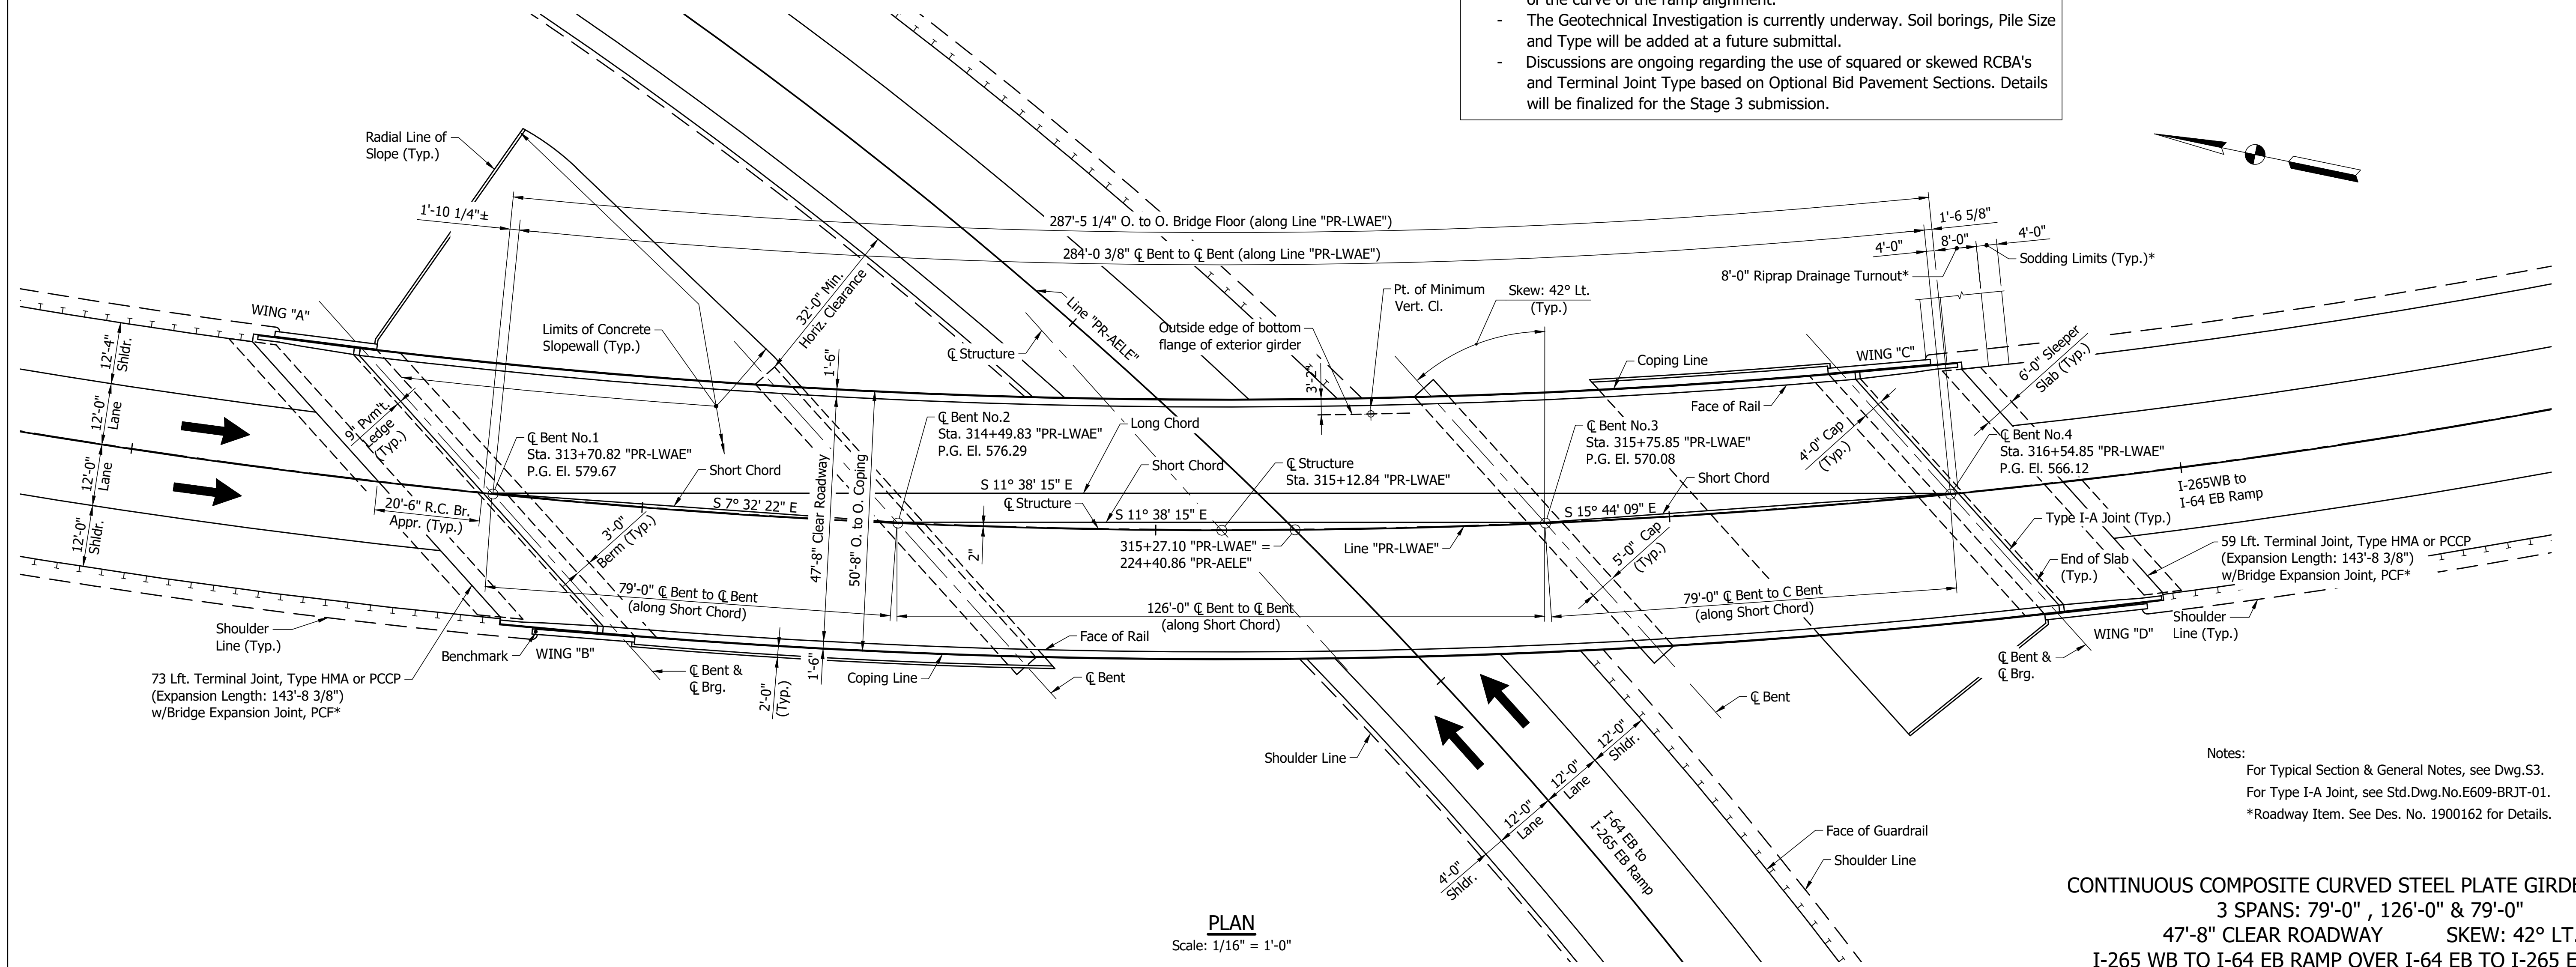 of the curve of the ramp alignment.
- The Geotechnical Investigation is currently underway. Soil borings, Pile Size
and Type will be added at a future submittal.
- Discussions are ongoing regarding the use of squared or skewed RCBA's
and Terminal Joint Type based on Optional Bid Pavement Sections. Details
will be finalized for the Stage 3 submission.
Radial Line of
Slope (Typ.)
1'-10 1/4"±
287'-5 1/4" O. to O. Bridge Floor (along Line "PR-LWAE")
284'-0 3/8" ℄ Bent to ℄ Bent (along Line "PR-LWAE")
1'-6 5/8"
4'-0"
8'-0"
4'-0"
Sodding Limits (Typ.)*
8'-0" Riprap Drainage Turnout*
WING "A"
Limits of Concrete
Slopewall (Typ.)
32'-0" Min.
Horiz. Clearance
Line "PR-AELE"
℄ Structure
Outside edge of bottom
flange of exterior girder
Pt. of Minimum
Vert. Cl.
Skew: 42° Lt.
(Typ.)
3'-2"
Coping Line
WING "C"
6'-0" Sleeper
Slab (Typ.)
Face of Rail
12'-4"
Shldr.
12'-0"
Lane
12'-0"
Lane
12'-0"
Shldr.
9" Pvm't.
Ledge
(Typ.)
1'-6"
℄ Bent No.1
Sta. 313+70.82 "PR-LWAE"
P.G. El. 579.67
Short Chord
℄ Bent No.2
Sta. 314+49.83 "PR-LWAE"
P.G. El. 576.29
Long Chord
Short Chord
℄ Structure
Sta. 315+12.84 "PR-LWAE"
℄ Bent No.3
Sta. 315+75.85 "PR-LWAE"
P.G. El. 570.08
Short Chord
4'-0" Cap
(Typ.)
℄ Bent No.4
Sta. 316+54.85 "PR-LWAE"
P.G. El. 566.12
I-265WB to
I-64 EB Ramp
20'-6" R.C. Br.
Appr. (Typ.)
S 7° 32' 22" E
S 11° 38' 15" E
℄ Structure
S 11° 38' 15" E
S 15° 44' 09" E
3'-0"
Berm (Typ.)
47'-8" Clear Roadway
50'-8" O. to O. Coping
2"
315+27.10 "PR-LWAE" =
224+40.86 "PR-AELE"
Line "PR-LWAE"
5'-0" Cap
(Typ.)
Type I-A Joint (Typ.)
End of Slab
(Typ.)
59 Lft. Terminal Joint, Type HMA or PCCP
(Expansion Length: 143'-8 3/8")
w/Bridge Expansion Joint, PCF*
79'-0" ℄ Bent to ℄ Bent
(along Short Chord)
126'-0" ℄ Bent to ℄ Bent
(along Short Chord)
79'-0" ℄ Bent to C Bent
(along Short Chord)
Shoulder
Line (Typ.)
Benchmark
WING "B"
1'-6"
2'-0"
(Typ.)
Face of Rail
Coping Line
℄ Bent &
℄ Brg.
℄ Bent
℄ Bent
℄ Bent &
℄ Brg.
WING "D"
Shoulder
Line (Typ.)
73 Lft. Terminal Joint, Type HMA or PCCP
(Expansion Length: 143'-8 3/8")
w/Bridge Expansion Joint, PCF*
Shoulder Line
12'-0"
Shldr.
12'-0"
Lane
12'-0"
Lane
4'-0"
Shldr.
I-64 EB to
I-265 EB Ramp
Face of Guardrail
Shoulder Line
Notes:
For Typical Section & General Notes, see Dwg.S3.
For Type I-A Joint, see Std.Dwg.No.E609-BRJT-01.
*Roadway Item. See Des. No. 1900162 for Details.
PLAN
Scale: 1/16" = 1'-0"
CONTINUOUS COMPOSITE CURVED STEEL PLATE GIRDE
3 SPANS: 79'-0" , 126'-0" & 79'-0"
47'-8" CLEAR ROADWAY SKEW: 42° LT.
I-265 WB TO I-64 EB RAMP OVER I-64 EB TO I-265 E